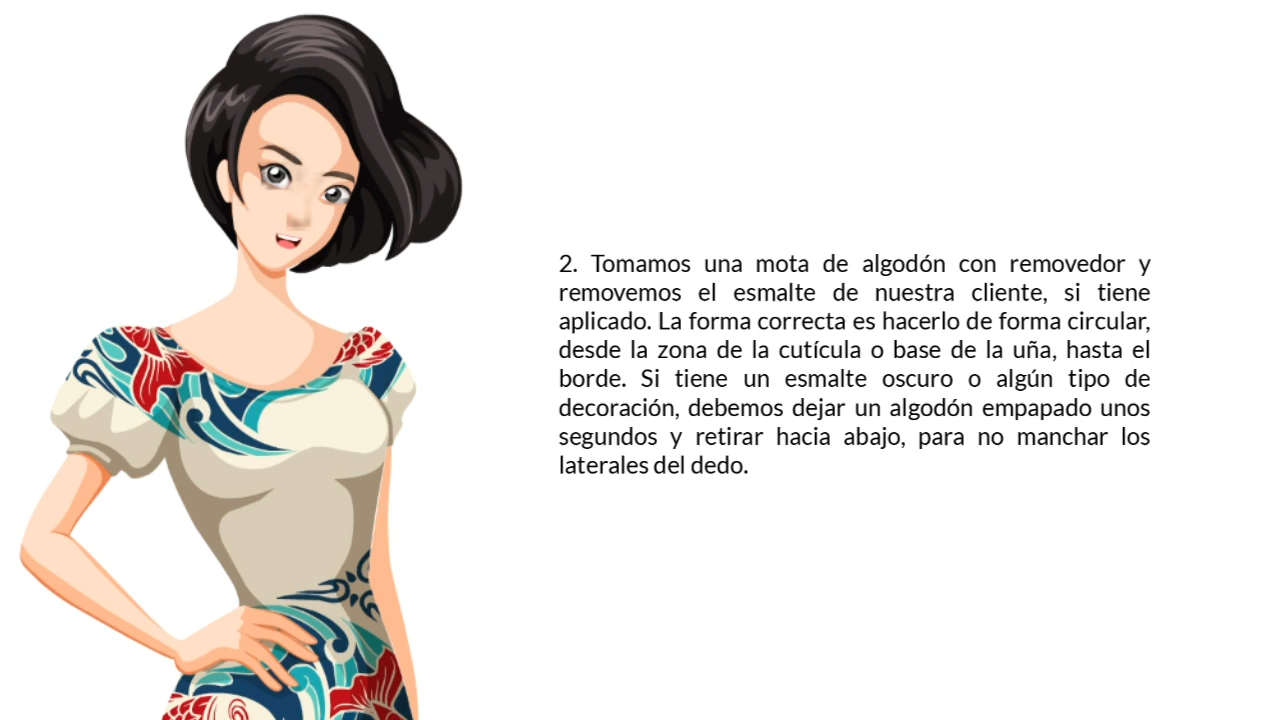 2. Tomamos una mota de algodón con removedor y
removemos el esmalte de nuestra cliente, si tiene
aplicado. La forma correcta es hacerlo de forma circular,
desde la zona de la cutícula o base de la uña, hasta el
borde. Si tiene un esmalte oscuro o algún tipo de
decoración, debemos dejar un algodón empapado unos
segundos y retirar hacia abajo, para no manchar los
laterales del dedo.